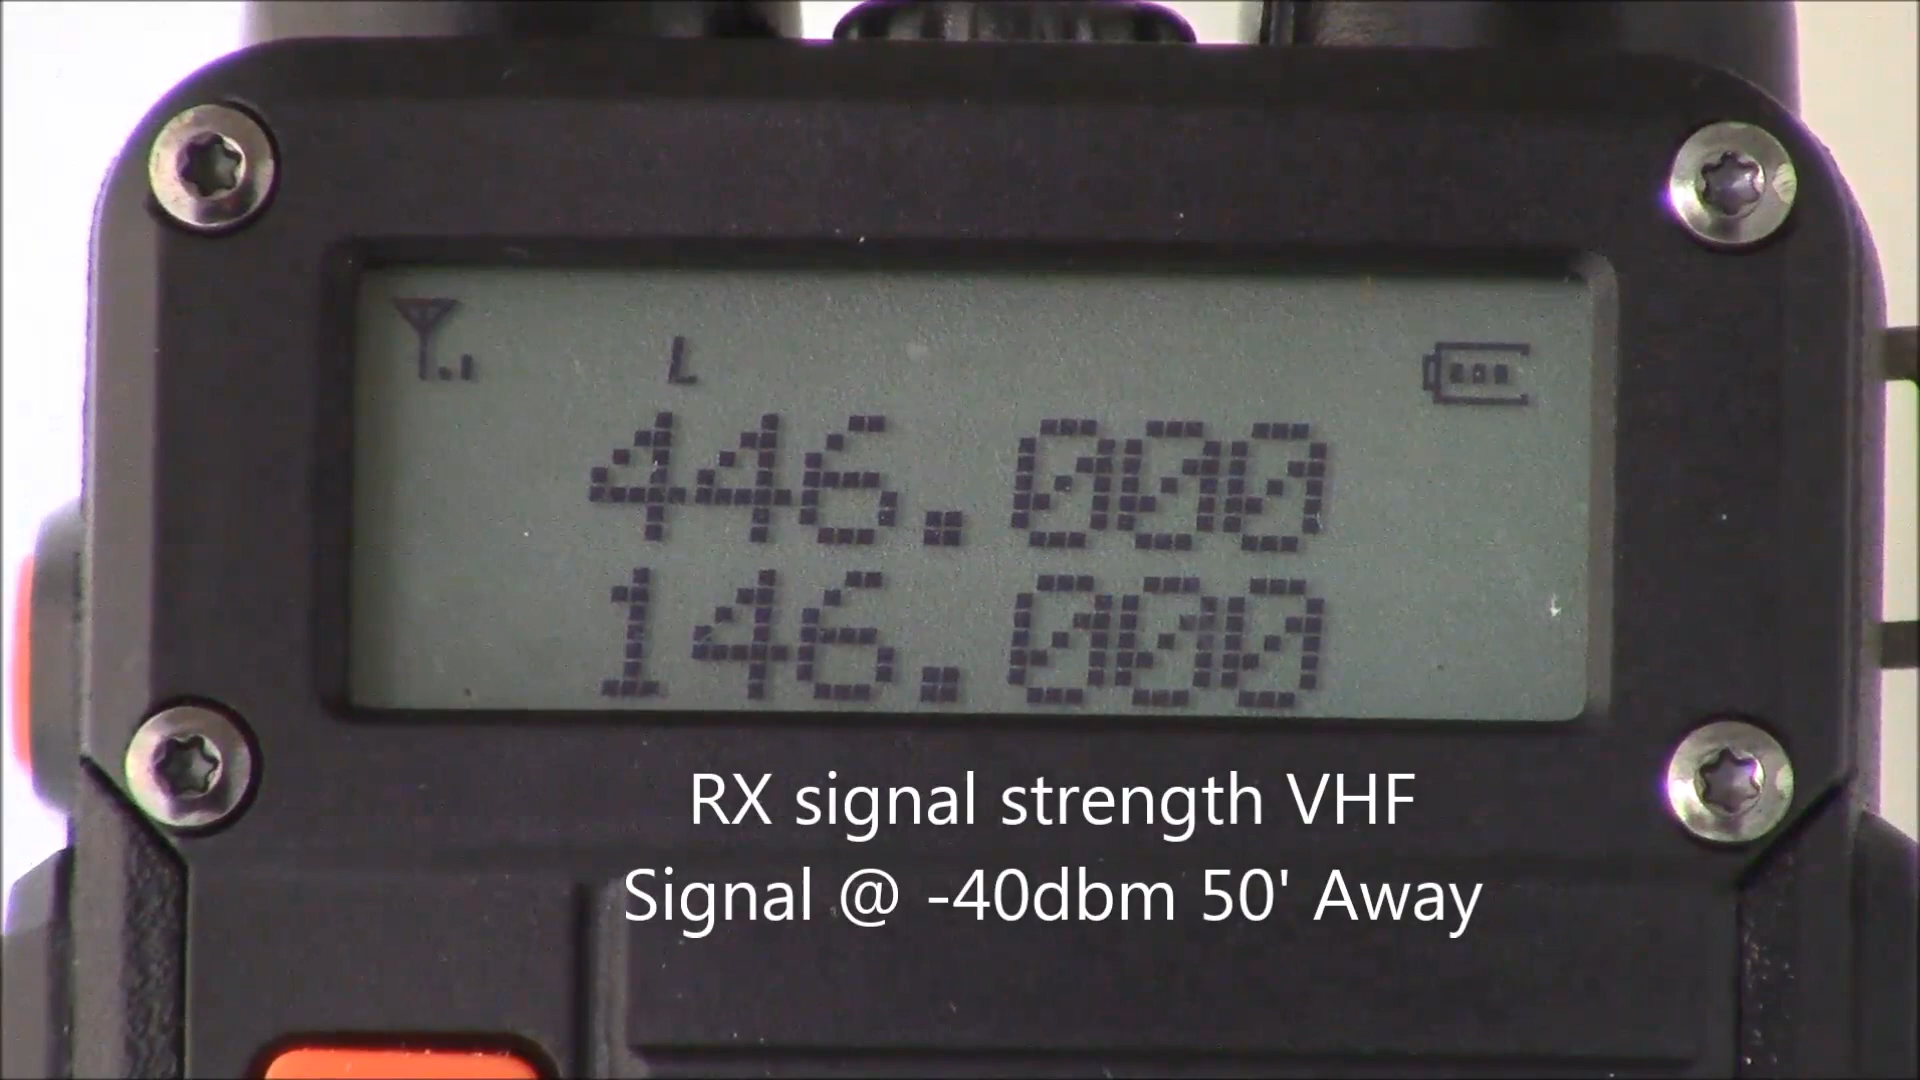 L
446.000
146.000
RX signal strength VHF
Signal @ -40dbm 50' Away